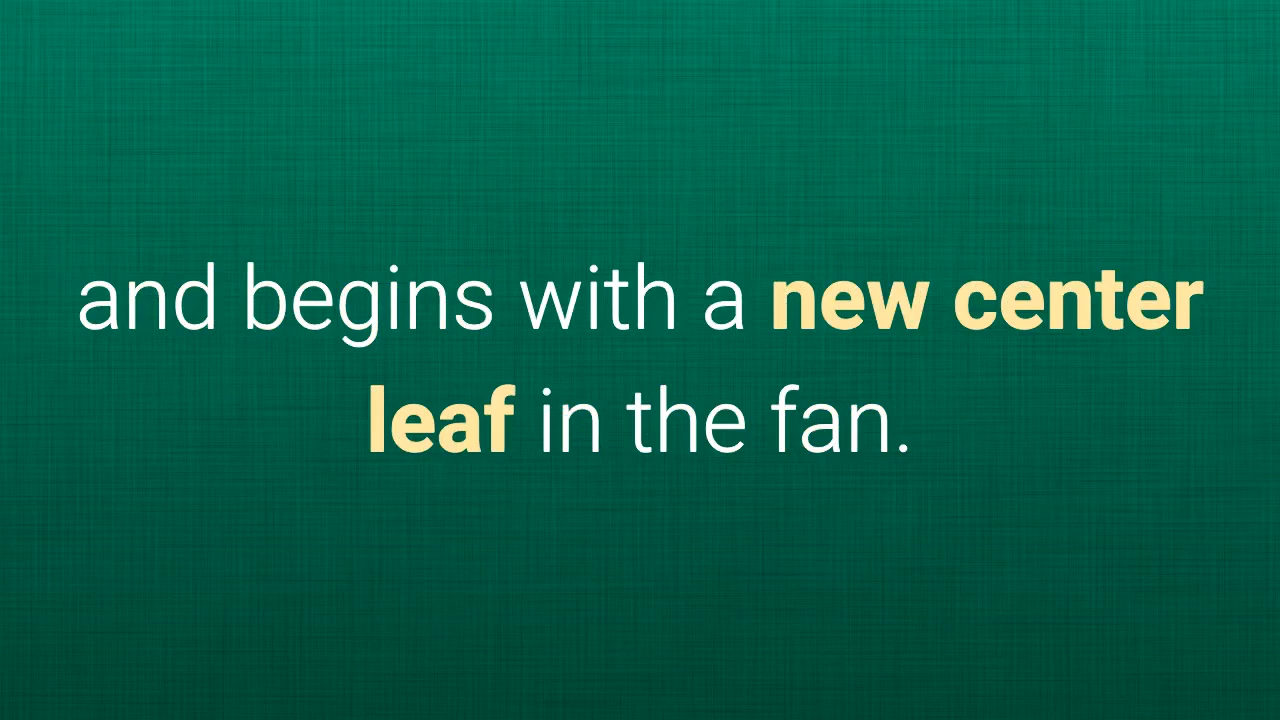 and begins with a new center
leaf in the fan.